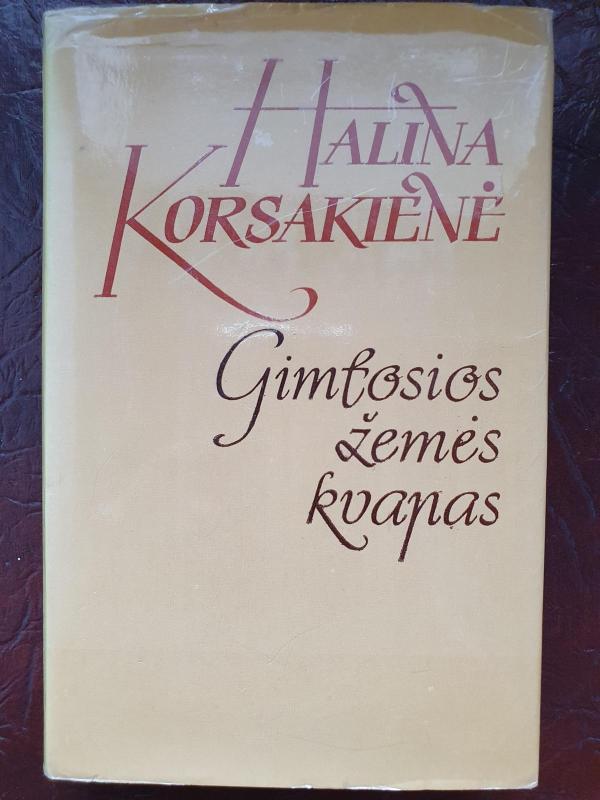 HALINA
KORSAKIENĖ
Gimtosios
žemės
kvapas